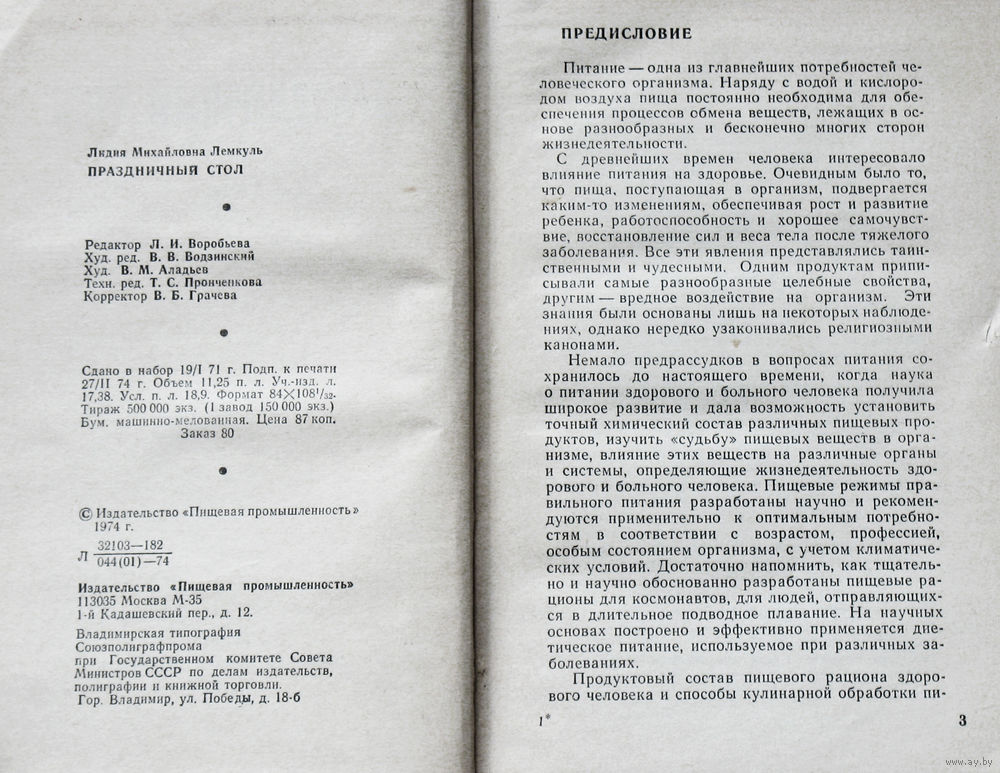 Лидия Михайловна Лемкуль
ПРАЗДНИЧНЫЙ СТОЛ
Редактор Л. И. Воробьева
Худ. ред. В. В. Водзинский
Худ. В. М. Аладьев
Техн. ред. Т. С. Пронченкова
Корректор В. Б. Грачева
Сдано в набор 19/I 71 г. Подп. к печати
27/II 74 г. Объем 11,25 п. л. Уч.-изд. л.
17,38. Усл. п. л. 18,9. Формат 84×108¹/₃₂.
Тираж 500 000 экз. (I завод 150 000 экз.)
Бум. машинно-мелованная. Цена 87 коп.
Заказ 80
© Издательство «Пищевая промышленность»
1974 г.
Л 32103—182
044(01)—74
Издательство «Пищевая промышленность»
113035 Москва М-35
1-й Кадашевский пер., д. 12.
Владимирская типография
Союзполиграфпрома
при Государственном комитете Совета
Министров СССР по делам издательств,
полиграфии и книжной торговли.
Гор. Владимир, ул. Победы, д. 18-б
ПРЕДИСЛОВИЕ
Питание — одна из главнейших потребностей че-
ловеческого организма. Наряду с водой и кислоро-
дом воздуха пища постоянно необходима для обе-
спечения процессов обмена веществ, лежащих в ос-
нове разнообразных и бесконечно многих сторон
жизнедеятельности.
С древнейших времен человека интересовало
влияние питания на здоровье. Очевидным было то,
что пища, поступающая в организм, подвергается
каким-то изменениям, обеспечивая рост и развитие
ребенка, работоспособность и хорошее самочувст-
вие, восстановление сил и веса тела после тяжелого
заболевания. Все эти явления представлялись таин-
ственными и чудесными. Одним продуктам припи-
сывали самые разнообразные целебные свойства,
другим — вредное воздействие на организм. Эти
знания были основаны лишь на некоторых наблюде-
ниях, однако нередко узаконивались религиозными
канонами.
Немало предрассудков в вопросах питания со-
хранилось до настоящего времени, когда наука
о питании здорового и больного человека получила
широкое развитие и дала возможность установить
точный химический состав различных пищевых про-
дуктов, изучить «судьбу» пищевых веществ в орга-
низме, влияние этих веществ на различные органы
и системы, определяющие жизнедеятельность здо-
рового и больного человека. Пищевые режимы пра-
вильного питания разработаны научно и рекомен-
дуются применительно к оптимальным потребно-
стям в соответствии с возрастом, профессией,
особым состоянием организма, с учетом климатиче-
ских условий. Достаточно напомнить, как тщатель-
но и научно обоснованно разработаны пищевые ра-
ционы для космонавтов, для людей, отправляющих-
ся в длительное подводное плавание. На научных
основах построено и эффективно применяется дие-
тическое питание, используемое при различных за-
болеваниях.
Продуктовый состав пищевого рациона здоро-
вого человека и способы кулинарной обработки пи-
1*
3
www.ay.by